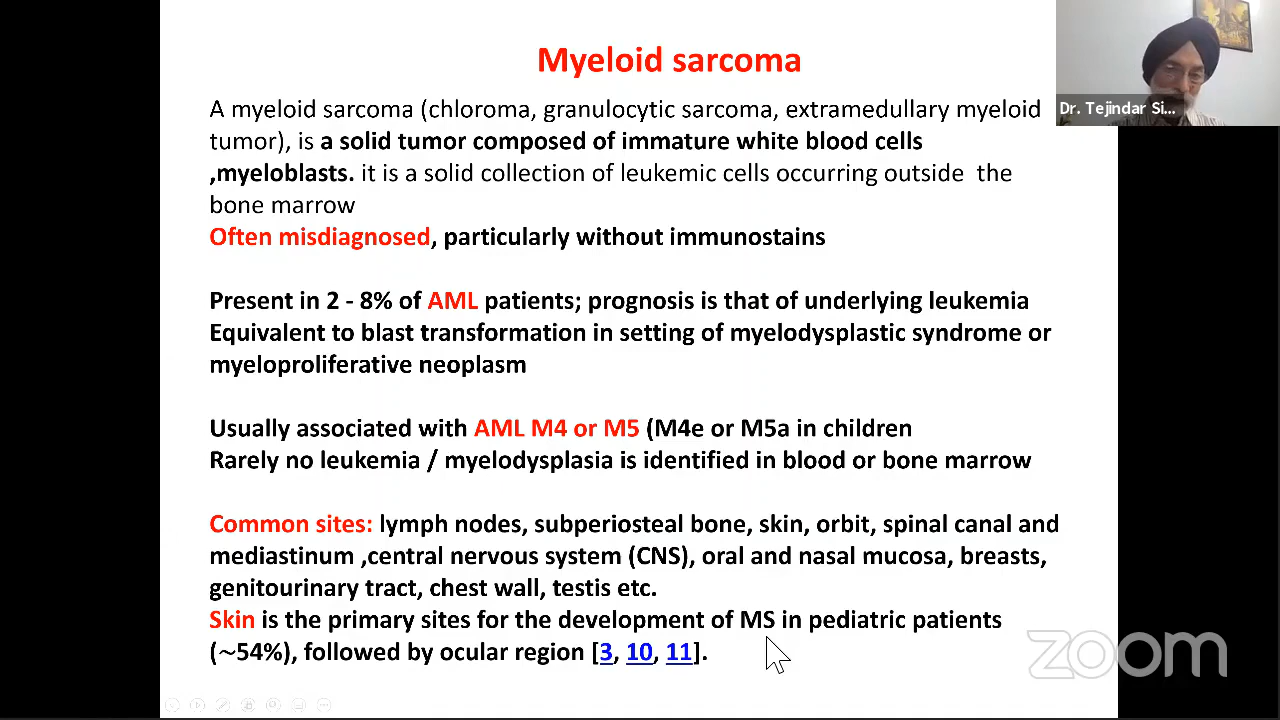 Myeloid sarcoma
Dr. Tejindar Si...
A myeloid sarcoma (chloroma, granulocytic sarcoma, extramedullary myeloid
tumor), is a solid tumor composed of immature white blood cells
,myeloblasts. it is a solid collection of leukemic cells occurring outside the
bone marrow
Often misdiagnosed, particularly without immunostains
Present in 2 - 8% of AML patients; prognosis is that of underlying leukemia
Equivalent to blast transformation in setting of myelodysplastic syndrome or
myeloproliferative neoplasm
Usually associated with AML M4 or M5 (M4e or M5a in children
Rarely no leukemia / myelodysplasia is identified in blood or bone marrow
Common sites: lymph nodes, subperiosteal bone, skin, orbit, spinal canal and
mediastinum ,central nervous system (CNS), oral and nasal mucosa, breasts,
genitourinary tract, chest wall, testis etc.
Skin is the primary sites for the development of MS in pediatric patients
(~54%), followed by ocular region [3, 10, 11].
zoom